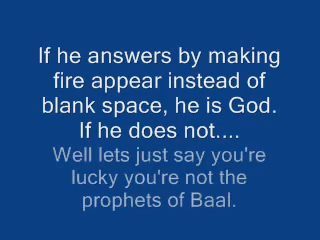 If he answers by making
fire appear instead of
blank space, he is God.
If he does not....
Well lets just say you're
lucky you're not the
prophets of Baal.